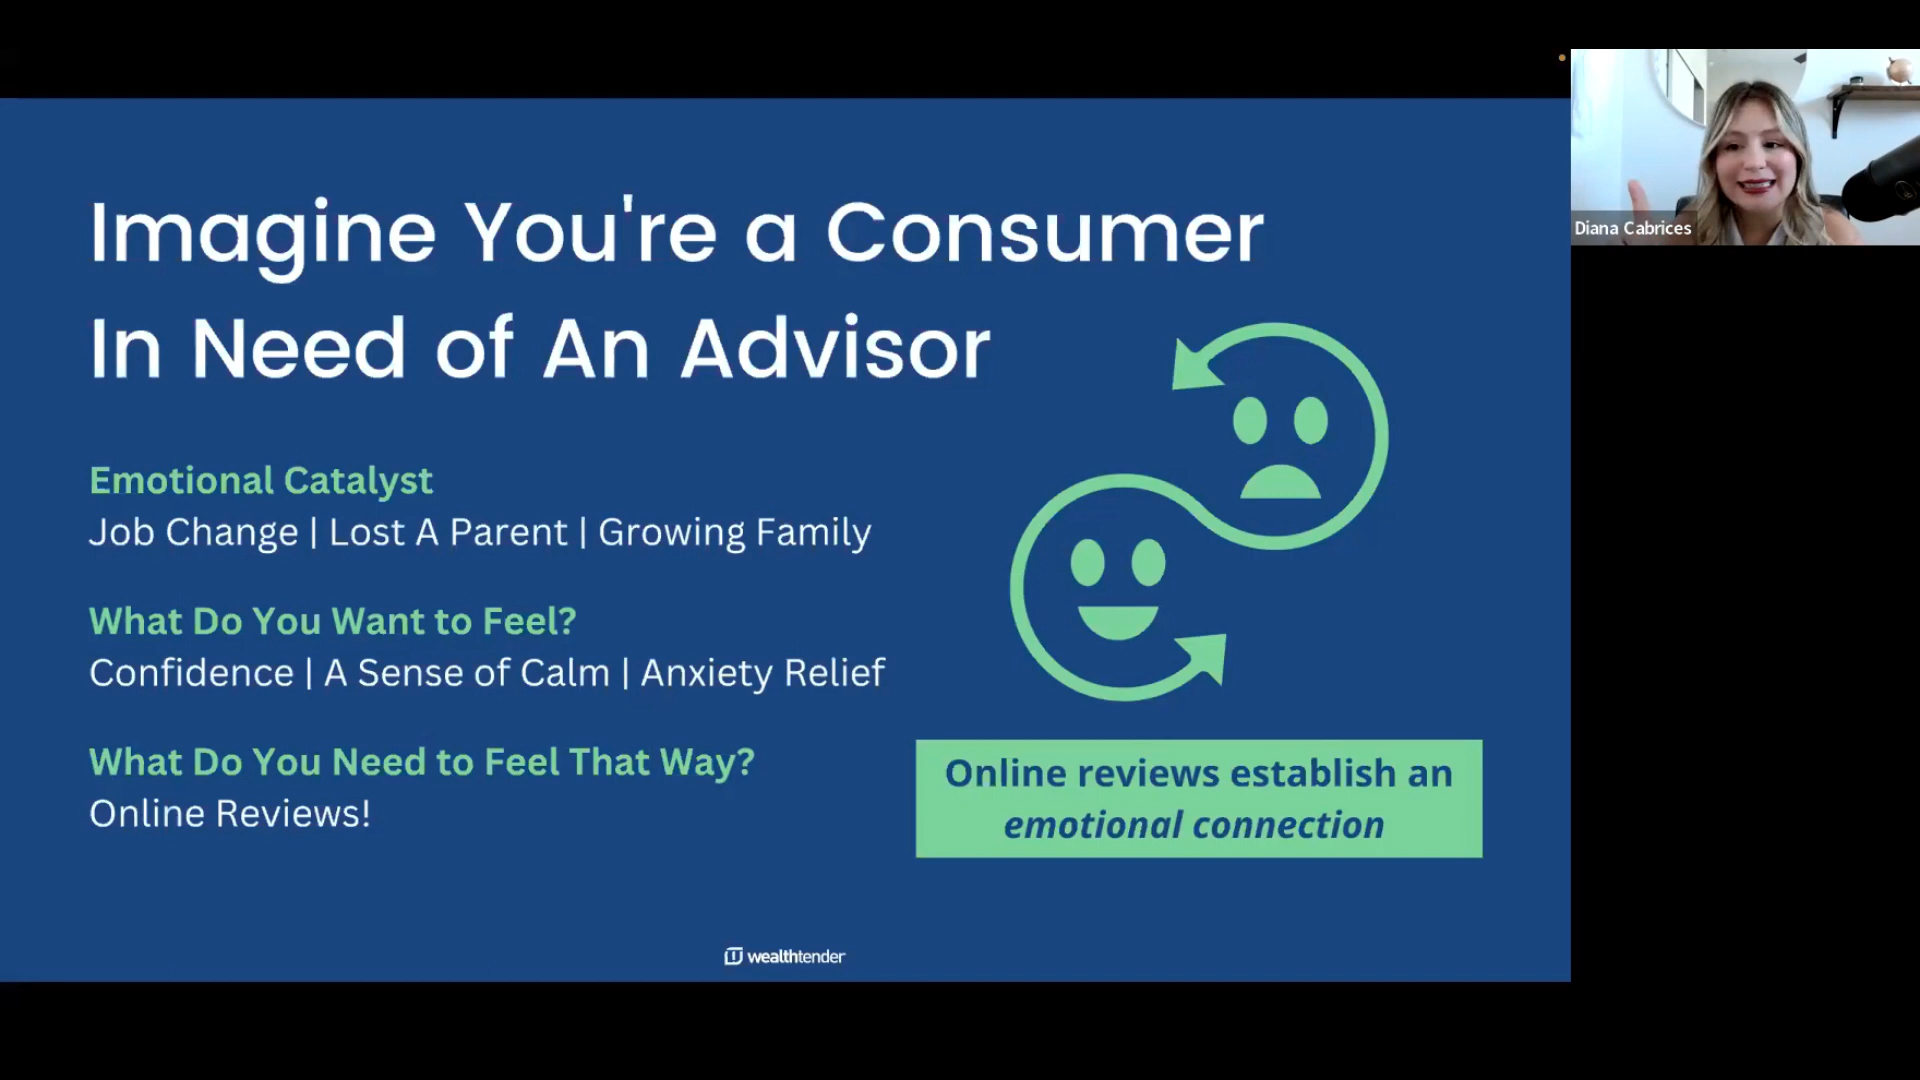 Imagine You're a Consumer
In Need of An Advisor
Emotional Catalyst
Job Change | Lost A Parent | Growing Family
What Do You Want to Feel?
Confidence | A Sense of Calm | Anxiety Relief
What Do You Need to Feel That Way?
Online Reviews!
Online reviews establish an
emotional connection
wealthtender
Diana Cabrices